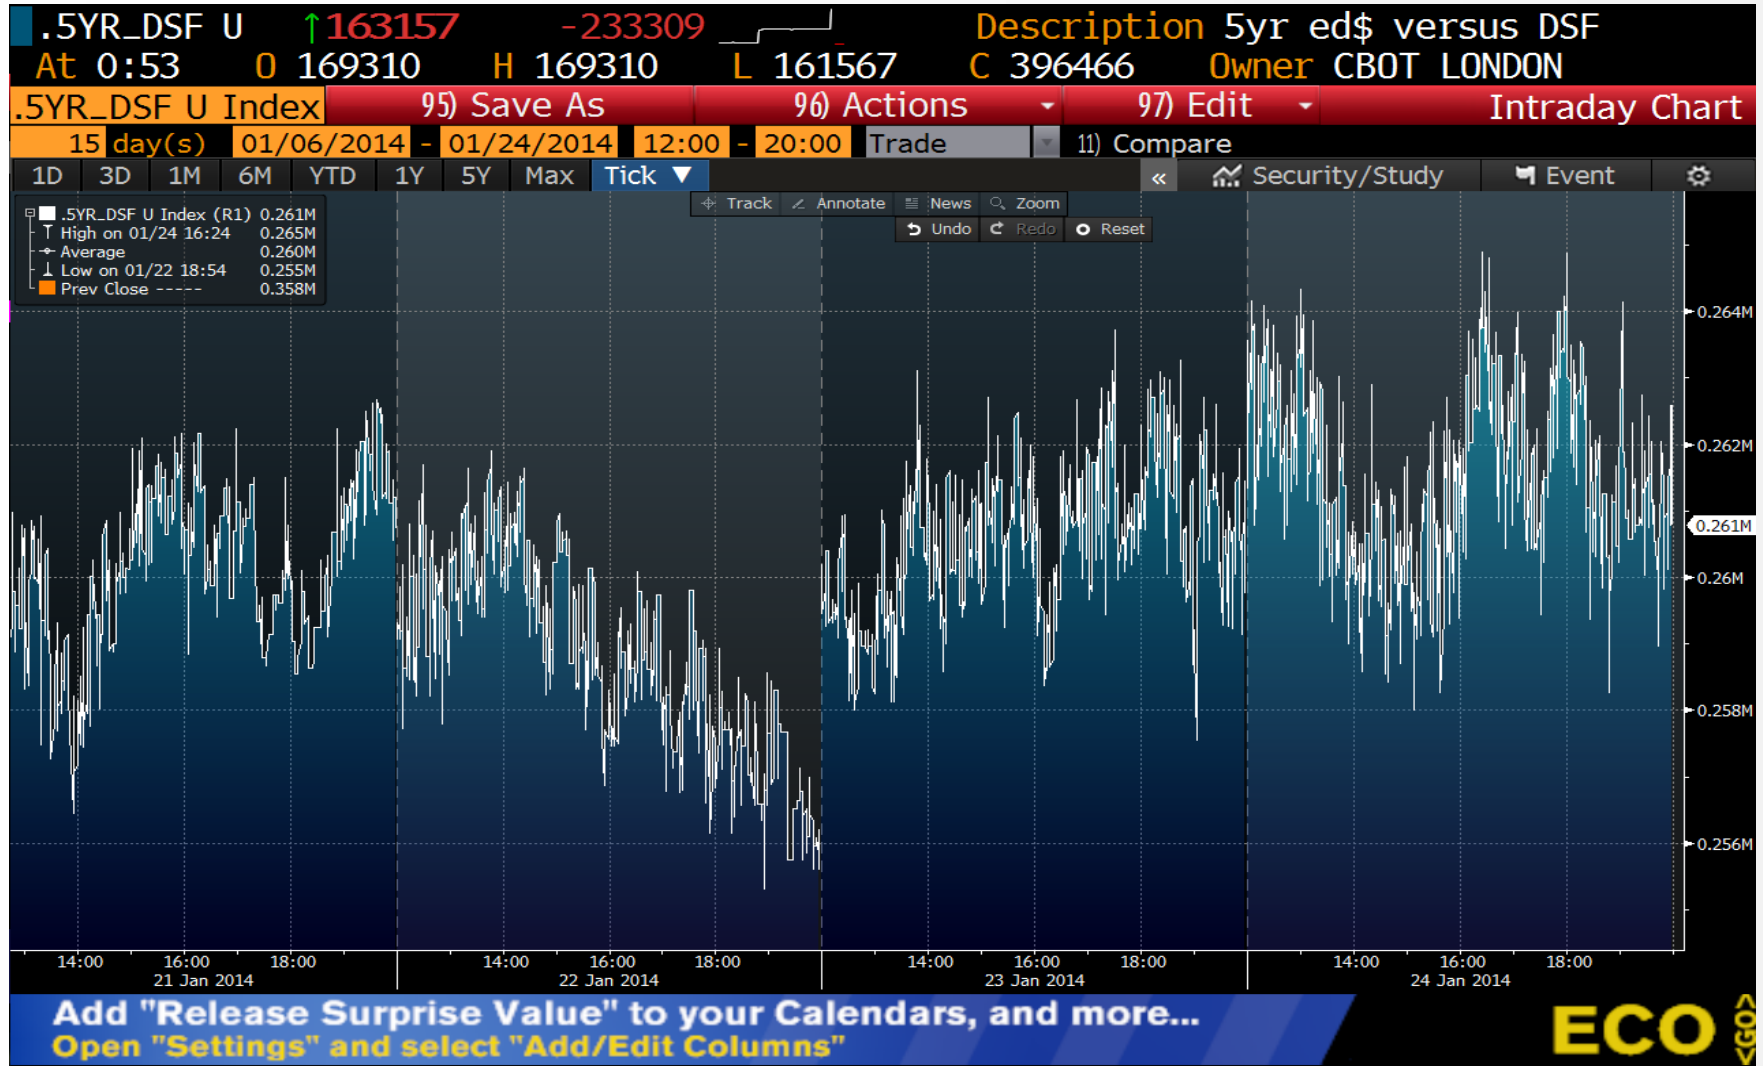 .5YR_DSF U ↑163157 -233309 Description 5yr ed$ versus DSF
At 0:53 O 169310 H 169310 L 161567 C 396466 Owner CBOT LONDON
.5YR_DSF U Index 95) Save As 96) Actions 97) Edit Intraday Chart
15 day(s) 01/06/2014 - 01/24/2014 12:00 - 20:00 Trade 11) Compare
1D 3D 1M 6M YTD 1Y 5Y Max Tick ▼ « Security/Study Event
Track Annotate News Zoom
Undo Redo Reset
.5YR_DSF U Index (R1) 0.261M
High on 01/24 16:24 0.265M
Average 0.260M
Low on 01/22 18:54 0.255M
Prev Close ----- 0.358M
0.264M
0.262M
0.261M
0.26M
0.258M
0.256M
14:00 16:00 18:00 14:00 16:00 18:00 14:00 16:00 18:00 14:00 16:00 18:00
21 Jan 2014 22 Jan 2014 23 Jan 2014 24 Jan 2014
Add "Release Surprise Value" to your Calendars, and more...
Open "Settings" and select "Add/Edit Columns"
ECO <GO>